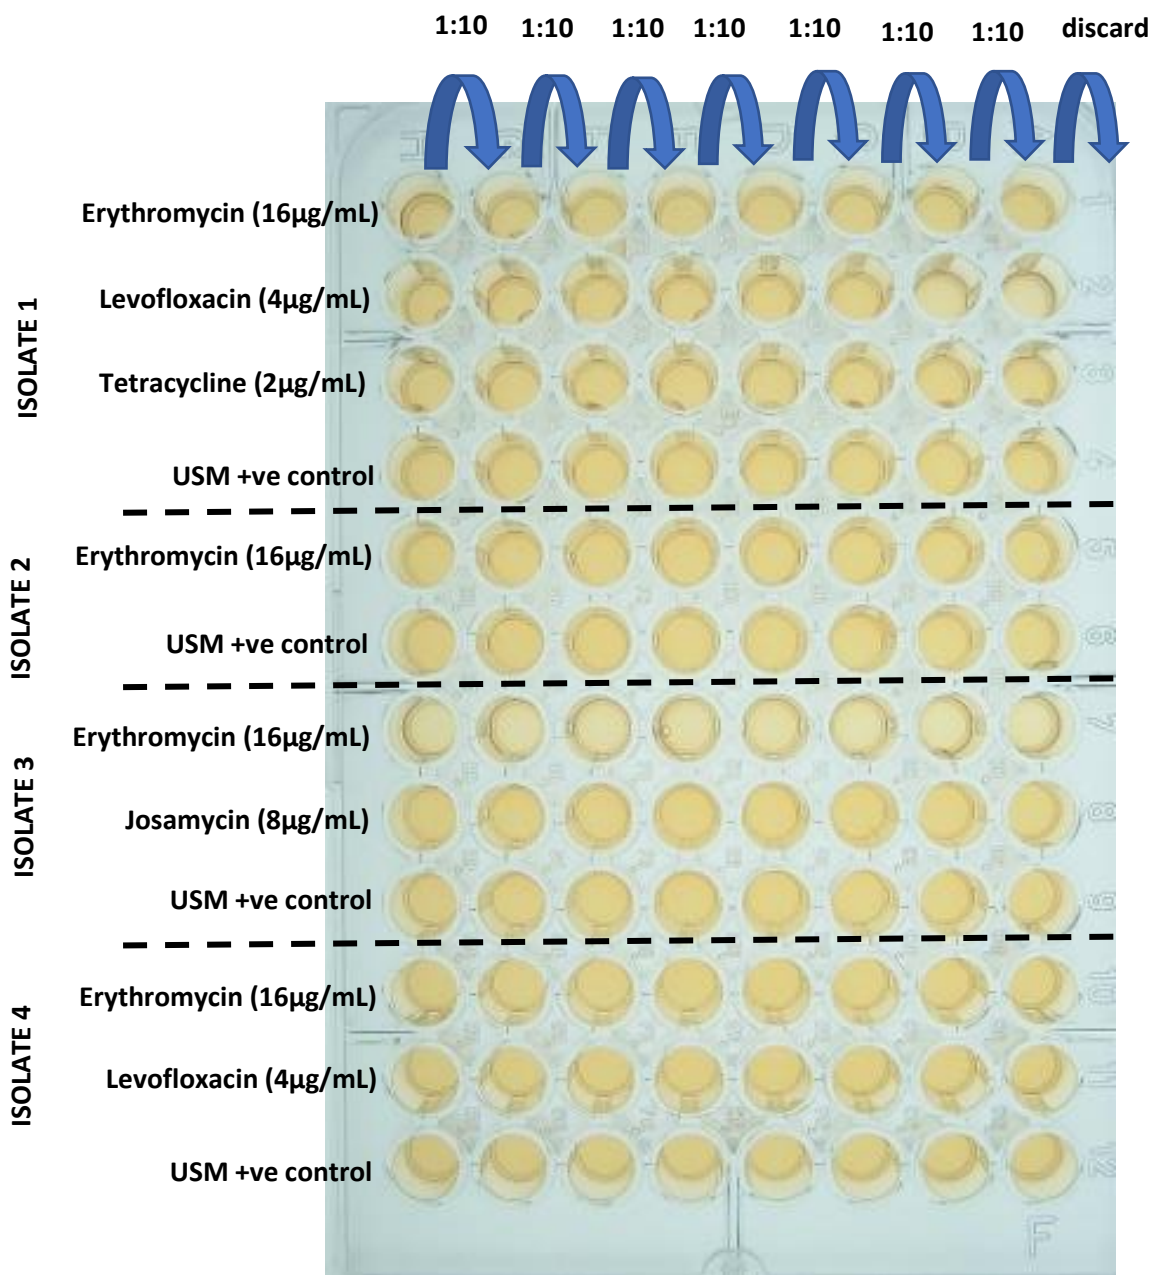 1:10 1:10 1:10 1:10 1:10 1:10 1:10 discard
ISOLATE 1
Erythromycin (16µg/mL)
Levofloxacin (4µg/mL)
Tetracycline (2µg/mL)
USM +ve control
ISOLATE 2
Erythromycin (16µg/mL)
USM +ve control
ISOLATE 3
Erythromycin (16µg/mL)
Josamycin (8µg/mL)
USM +ve control
ISOLATE 4
Erythromycin (16µg/mL)
Levofloxacin (4µg/mL)
USM +ve control
F